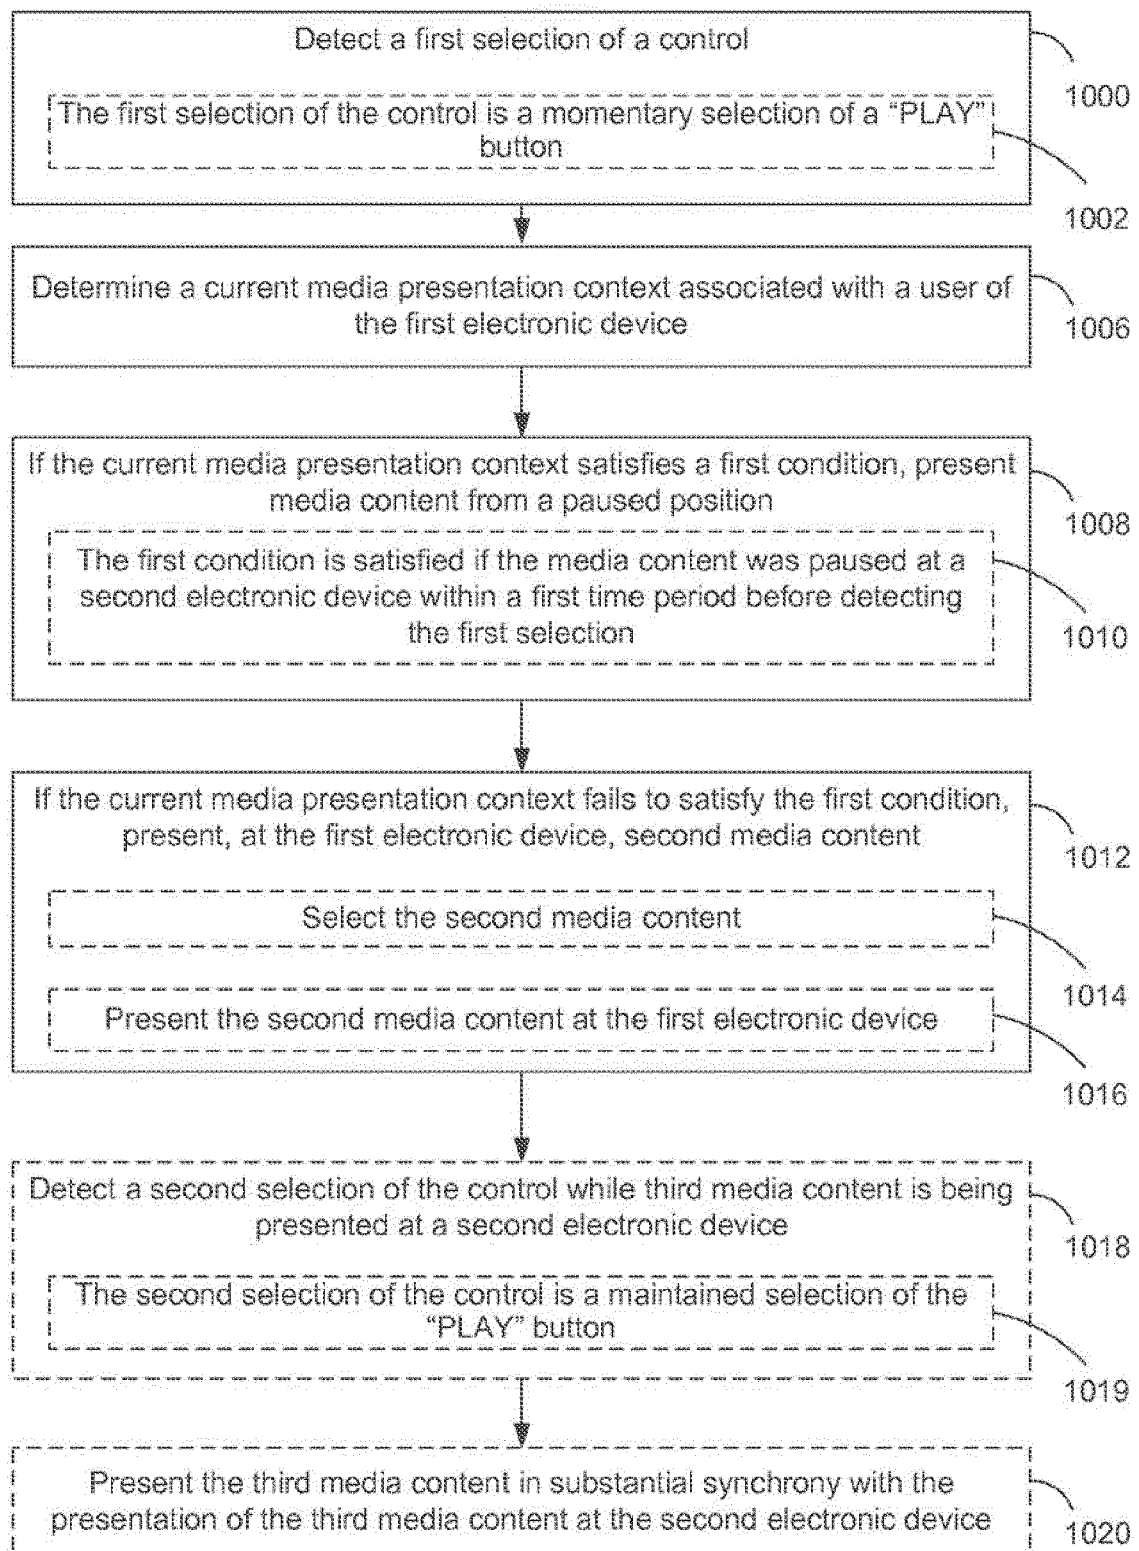 Detect a first selection of a control
1000
The first selection of the control is a momentary selection of a “PLAY”
button
1002
Determine a current media presentation context associated with a user of
the first electronic device
1006
If the current media presentation context satisfies a first condition, present
media content from a paused position
1008
The first condition is satisfied if the media content was paused at a
second electronic device within a first time period before detecting
the first selection
1010
If the current media presentation context fails to satisfy the first condition,
present, at the first electronic device, second media content
1012
Select the second media content
1014
Present the second media content at the first electronic device
1016
Detect a second selection of the control while third media content is being
presented at a second electronic device
1018
The second selection of the control is a maintained selection of the
“PLAY” button
1019
Present the third media content in substantial synchrony with the
presentation of the third media content at the second electronic device
1020